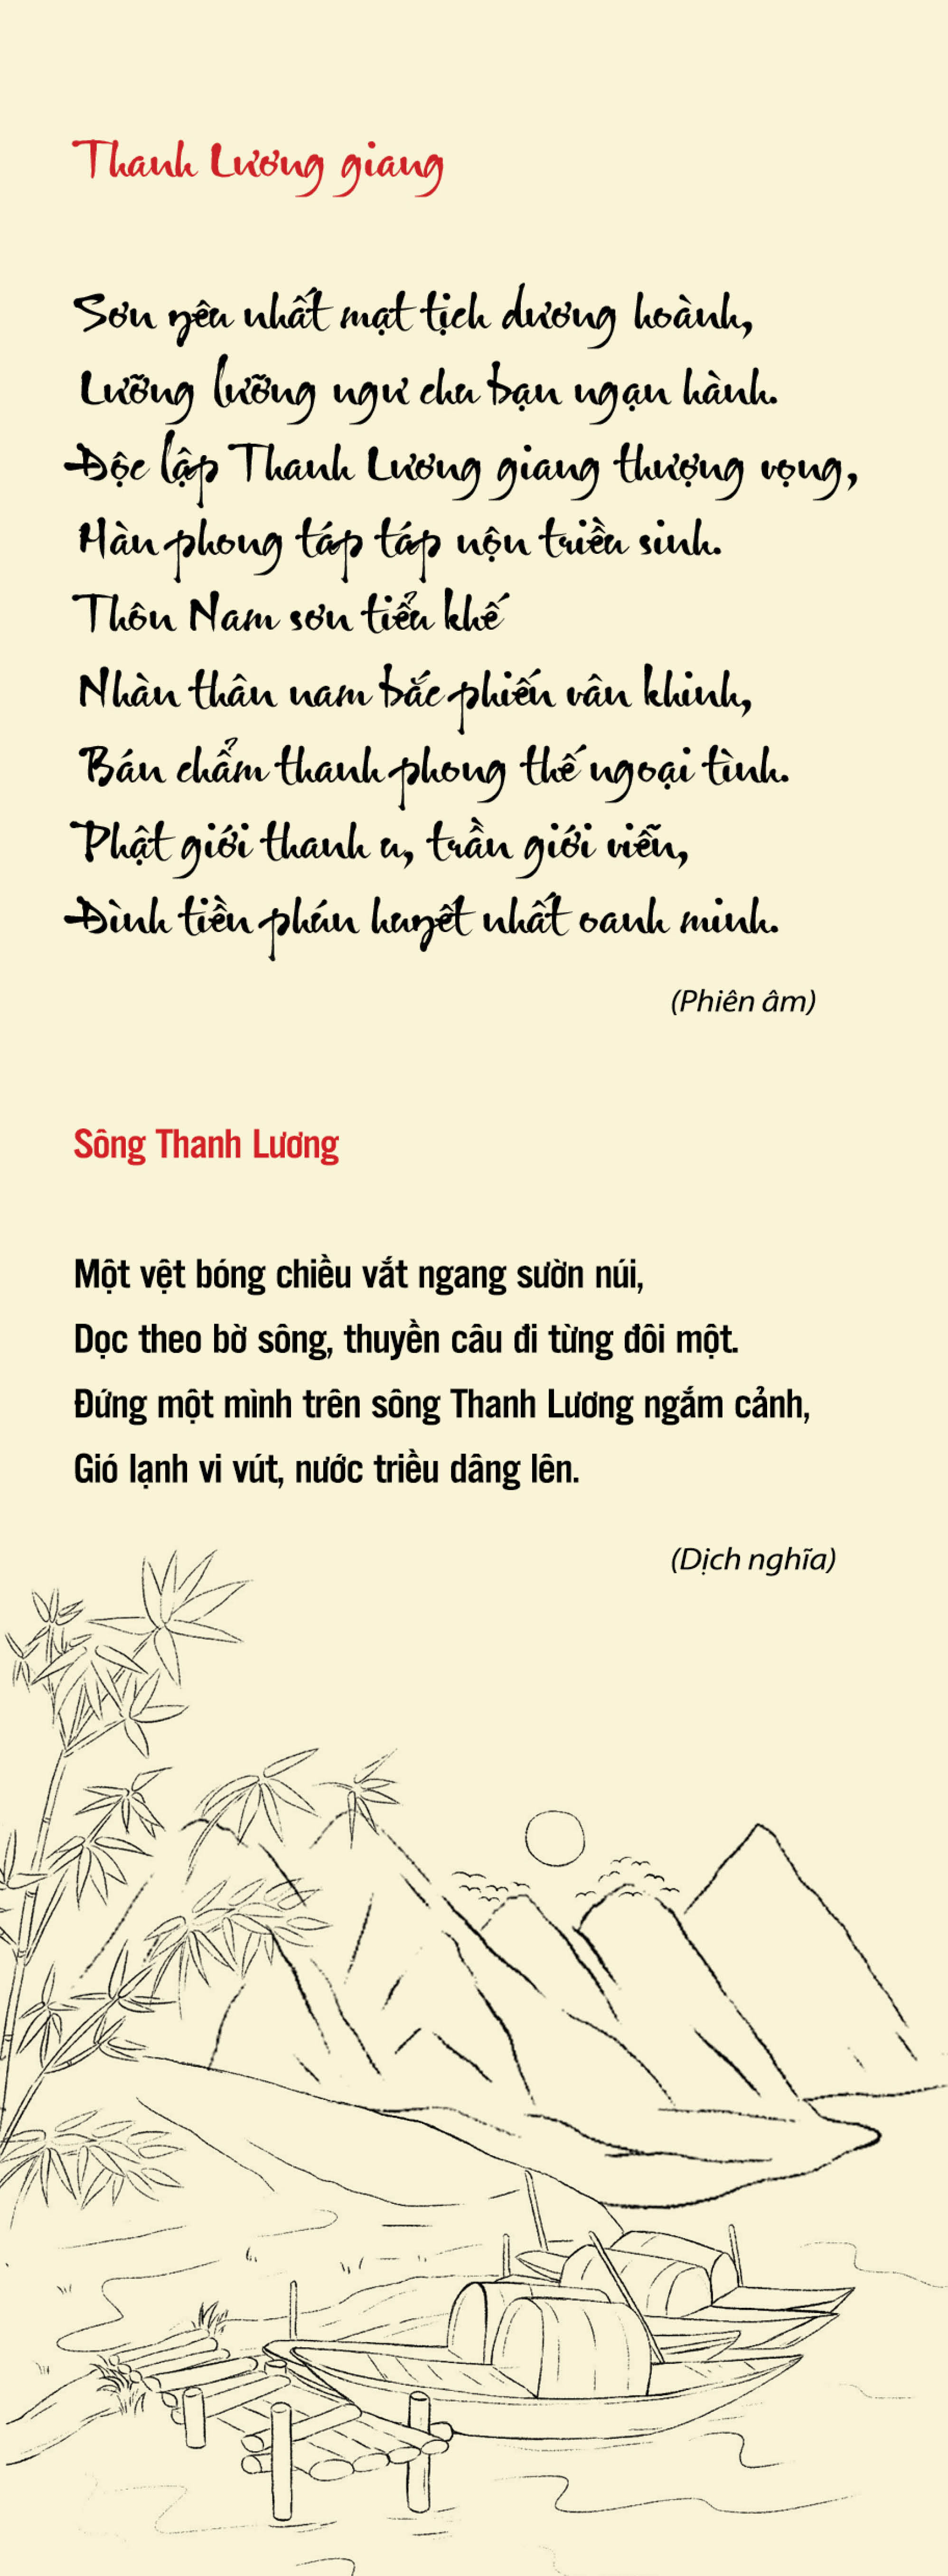 Thanh Lương giang
Sơn yên nhất mạt tịch dương hoành,
Lưỡng lưỡng ngư chu bạn ngạn hành.
Độc lập Thanh Lương giang thượng vọng,
Hàn phong táp táp nộn triều sinh.
Thôn Nam sơn tiểu khế
Nhàn thân nam bắc phiến vân khinh,
Bán chẩm thanh phong thế ngoại tình.
Phật giới thanh u, trần giới viễn,
Đình tiền phún huyết nhất oanh minh.
(Phiên âm)
Sông Thanh Lương
Một vệt bóng chiều vắt ngang sườn núi,
Dọc theo bờ sông, thuyền câu đi từng đôi một.
Đứng một mình trên sông Thanh Lương ngắm cảnh,
Gió lạnh vi vút, nước triều dâng lên.
(Dịch nghĩa)